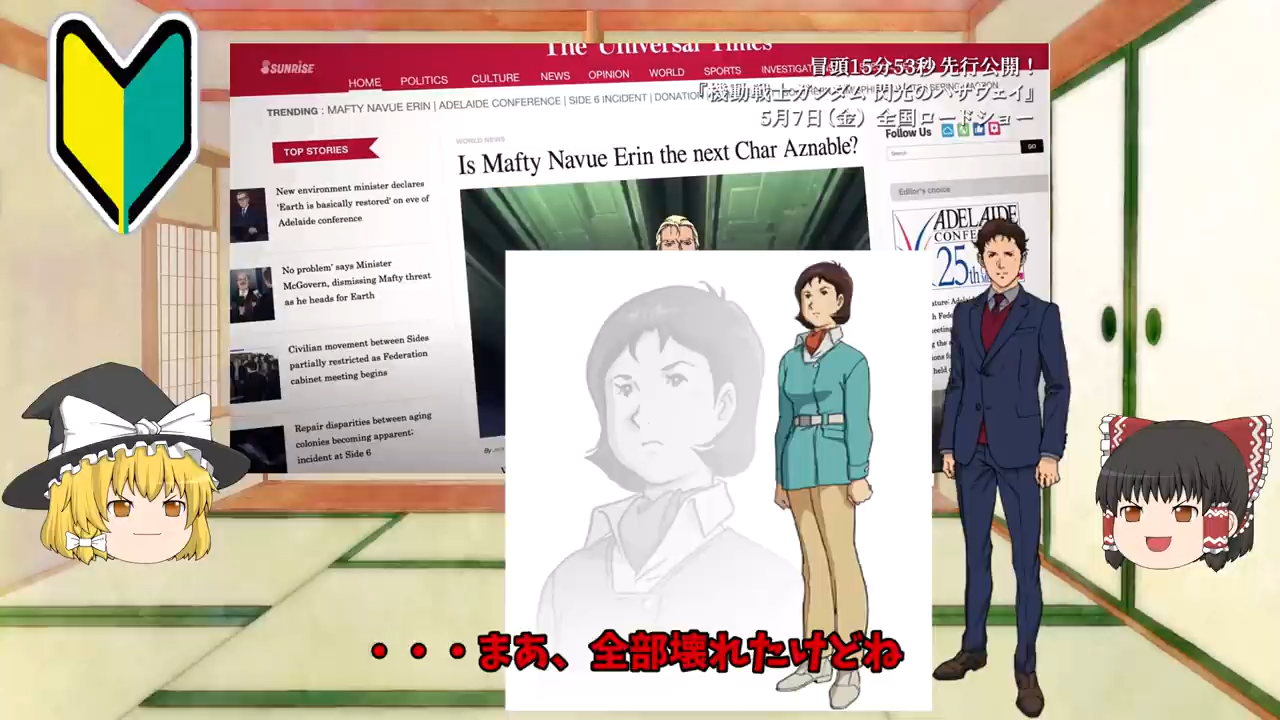 The Universal Times
SUNRISE
HOME POLITICS CULTURE NEWS OPINION WORLD SPORTS
冒頭15分53秒 先行公開！
『機動戦士ガンダム 閃光のハサウェイ』
5月7日（金） 全国ロードショー
TRENDING : MAFTY NAVUE ERIN | ADELAIDE CONFERENCE | SIDE 6 INCIDENT |
Follow Us
Search
GO
TOP STORIES
WORLD NEWS
Is Mafty Navue Erin the next Char Aznable?
New environment minister declares
'Earth is basically restored' on eve of
Adelaide conference
No problem' says Minister
McGovern, dismissing Mafty threat
as he heads for Earth
Civilian movement between Sides
partially restricted as Federation
cabinet meeting begins
Repair disparities between aging
colonies becoming apparent:
incident at Side 6
Editor's choice
ADELAIDE
25th
By
・・・まあ、全部壊れたけどね